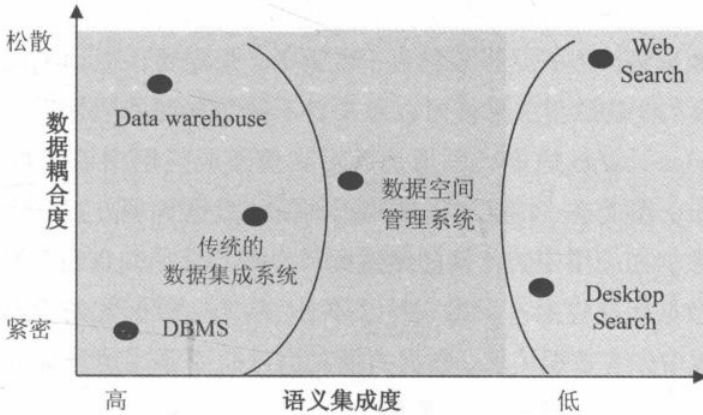 松散
Web
Search
Data warehouse
数据耦合度
数据空间
管理系统
传统的
数据集成系统
Desktop
Search
紧密
DBMS
高
语义集成度
低